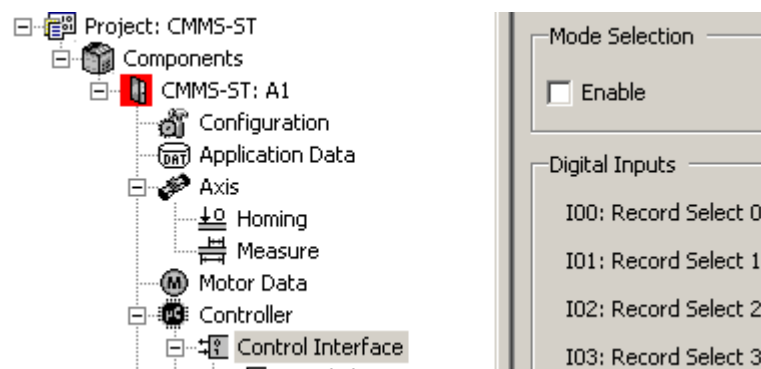 Project: CMMS-ST
Components
CMMS-ST: A1
Configuration
DAT Application Data
Axis
Homing
Measure
M Motor Data
µC Controller
Control Interface
Mode Selection
Enable
Digital Inputs
I00: Record Select 0
I01: Record Select 1
I02: Record Select 2
I03: Record Select 3